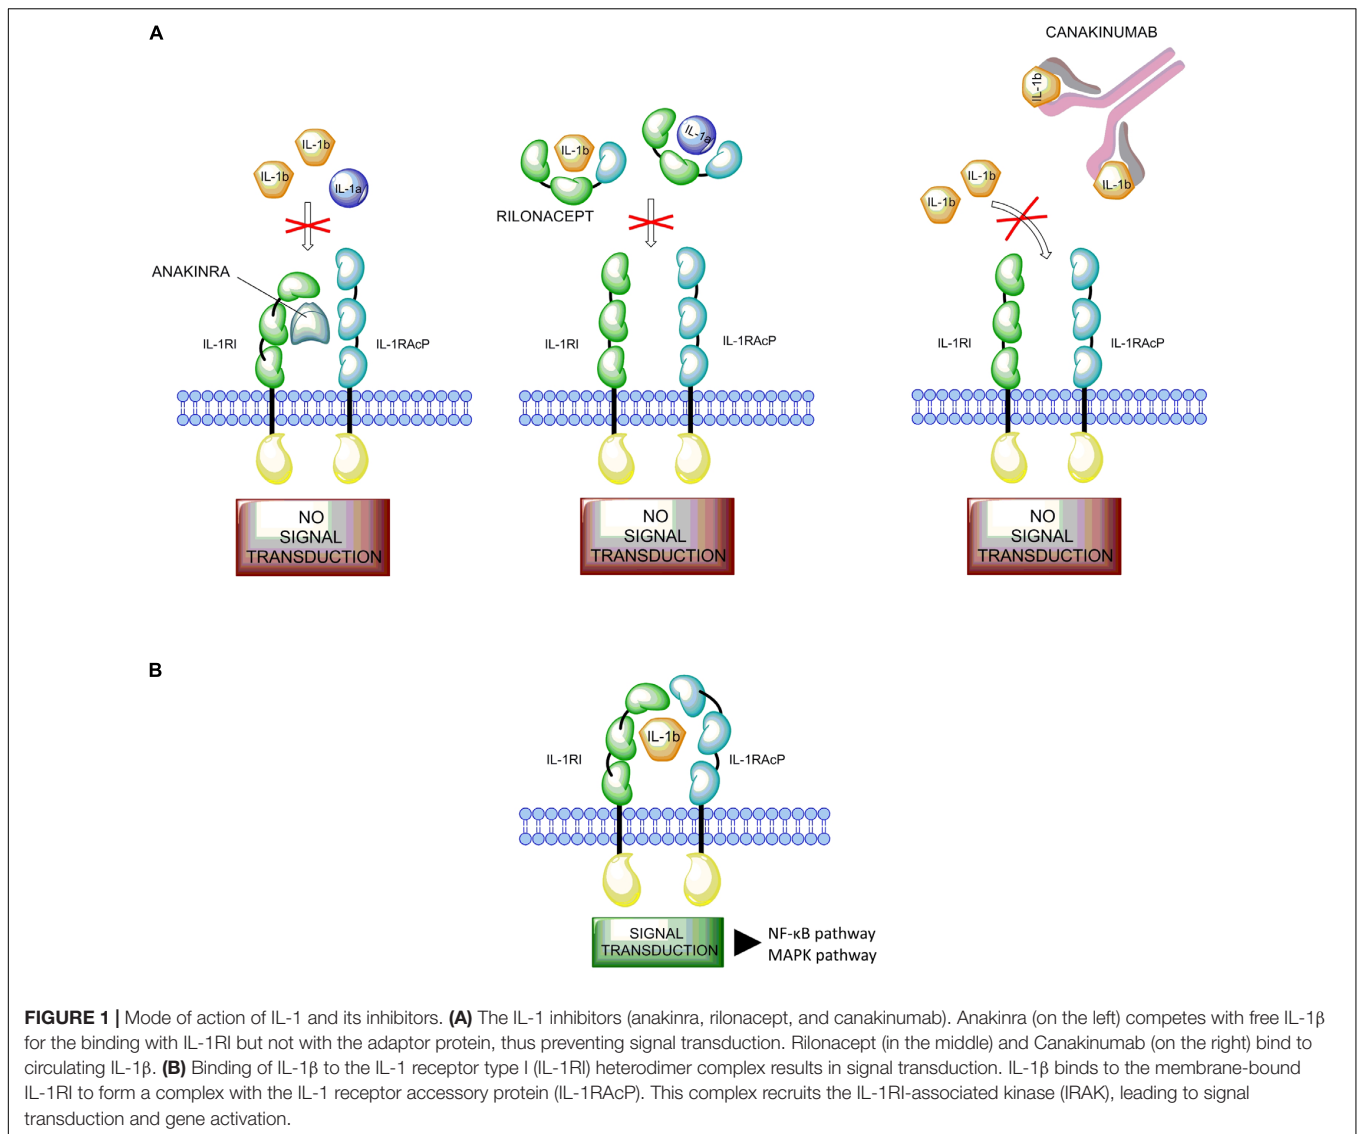 A
CANAKINUMAB
IL-1b
IL-1b
IL-1a
IL-1b
IL-1a
RILONACEPT
IL-1b
IL-1b
IL-1b
IL-1b
ANAKINRA
IL-1RI
IL-1RAcP
IL-1RI
IL-1RAcP
IL-1RI
IL-1RAcP
NO
SIGNAL
TRANSDUCTION
NO
SIGNAL
TRANSDUCTION
NO
SIGNAL
TRANSDUCTION
B
IL-1b
IL-1RI
IL-1RAcP
SIGNAL
TRANSDUCTION
NF-κB pathway
MAPK pathway
FIGURE 1 | Mode of action of IL-1 and its inhibitors. (A) The IL-1 inhibitors (anakinra, rilonacept, and canakinumab). Anakinra (on the left) competes with free IL-1β
for the binding with IL-1RI but not with the adaptor protein, thus preventing signal transduction. Rilonacept (in the middle) and Canakinumab (on the right) bind to
circulating IL-1β. (B) Binding of IL-1β to the IL-1 receptor type I (IL-1RI) heterodimer complex results in signal transduction. IL-1β binds to the membrane-bound
IL-1RI to form a complex with the IL-1 receptor accessory protein (IL-1RAcP). This complex recruits the IL-1RI-associated kinase (IRAK), leading to signal
transduction and gene activation.